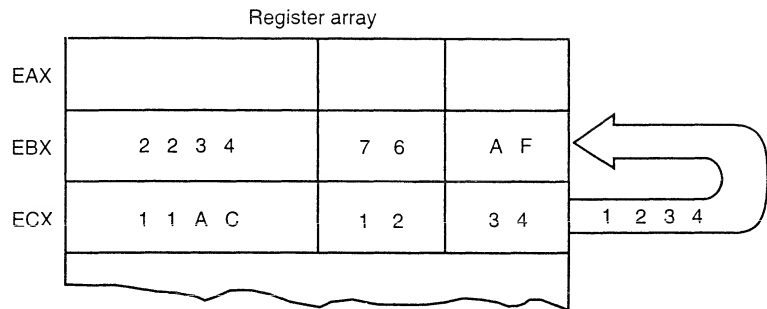 Register array
EAX
EBX 2 2 3 4 7 6 A F
ECX 1 1 A C 1 2 3 4 1 2 3 4